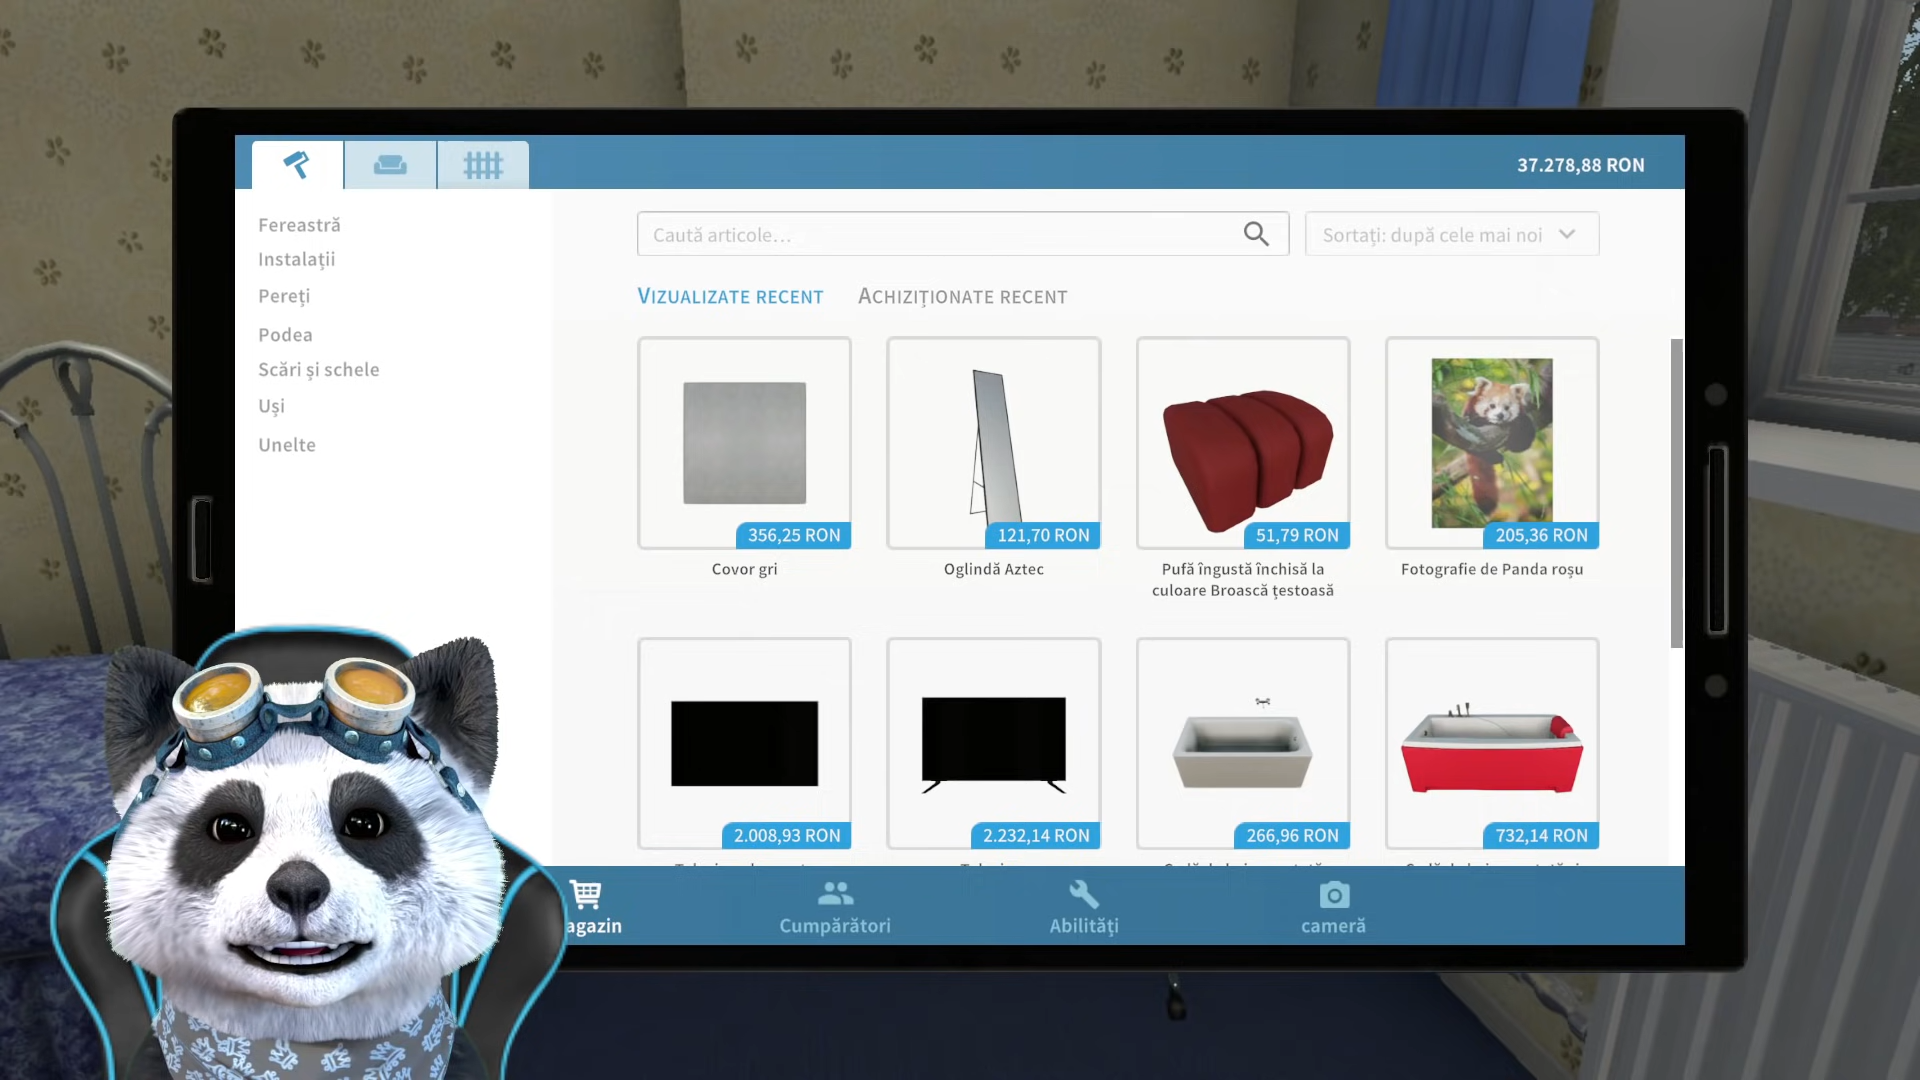 37.278,88 RON
Fereastră
Instalații
Pereți
Podea
Scări și schele
Uși
Unelte
Caută articole...
Sortați: după cele mai noi
VIZUALIZATE RECENT
ACHIZIȚIONATE RECENT
356,25 RON
121,70 RON
51,79 RON
205,36 RON
Covor gri
Oglindă Aztec
Pufă îngustă închisă la
culoare Broască țestoasă
Fotografie de Panda roșu
2.008,93 RON
2.232,14 RON
266,96 RON
732,14 RON
agazin
Cumpărători
Abilități
cameră